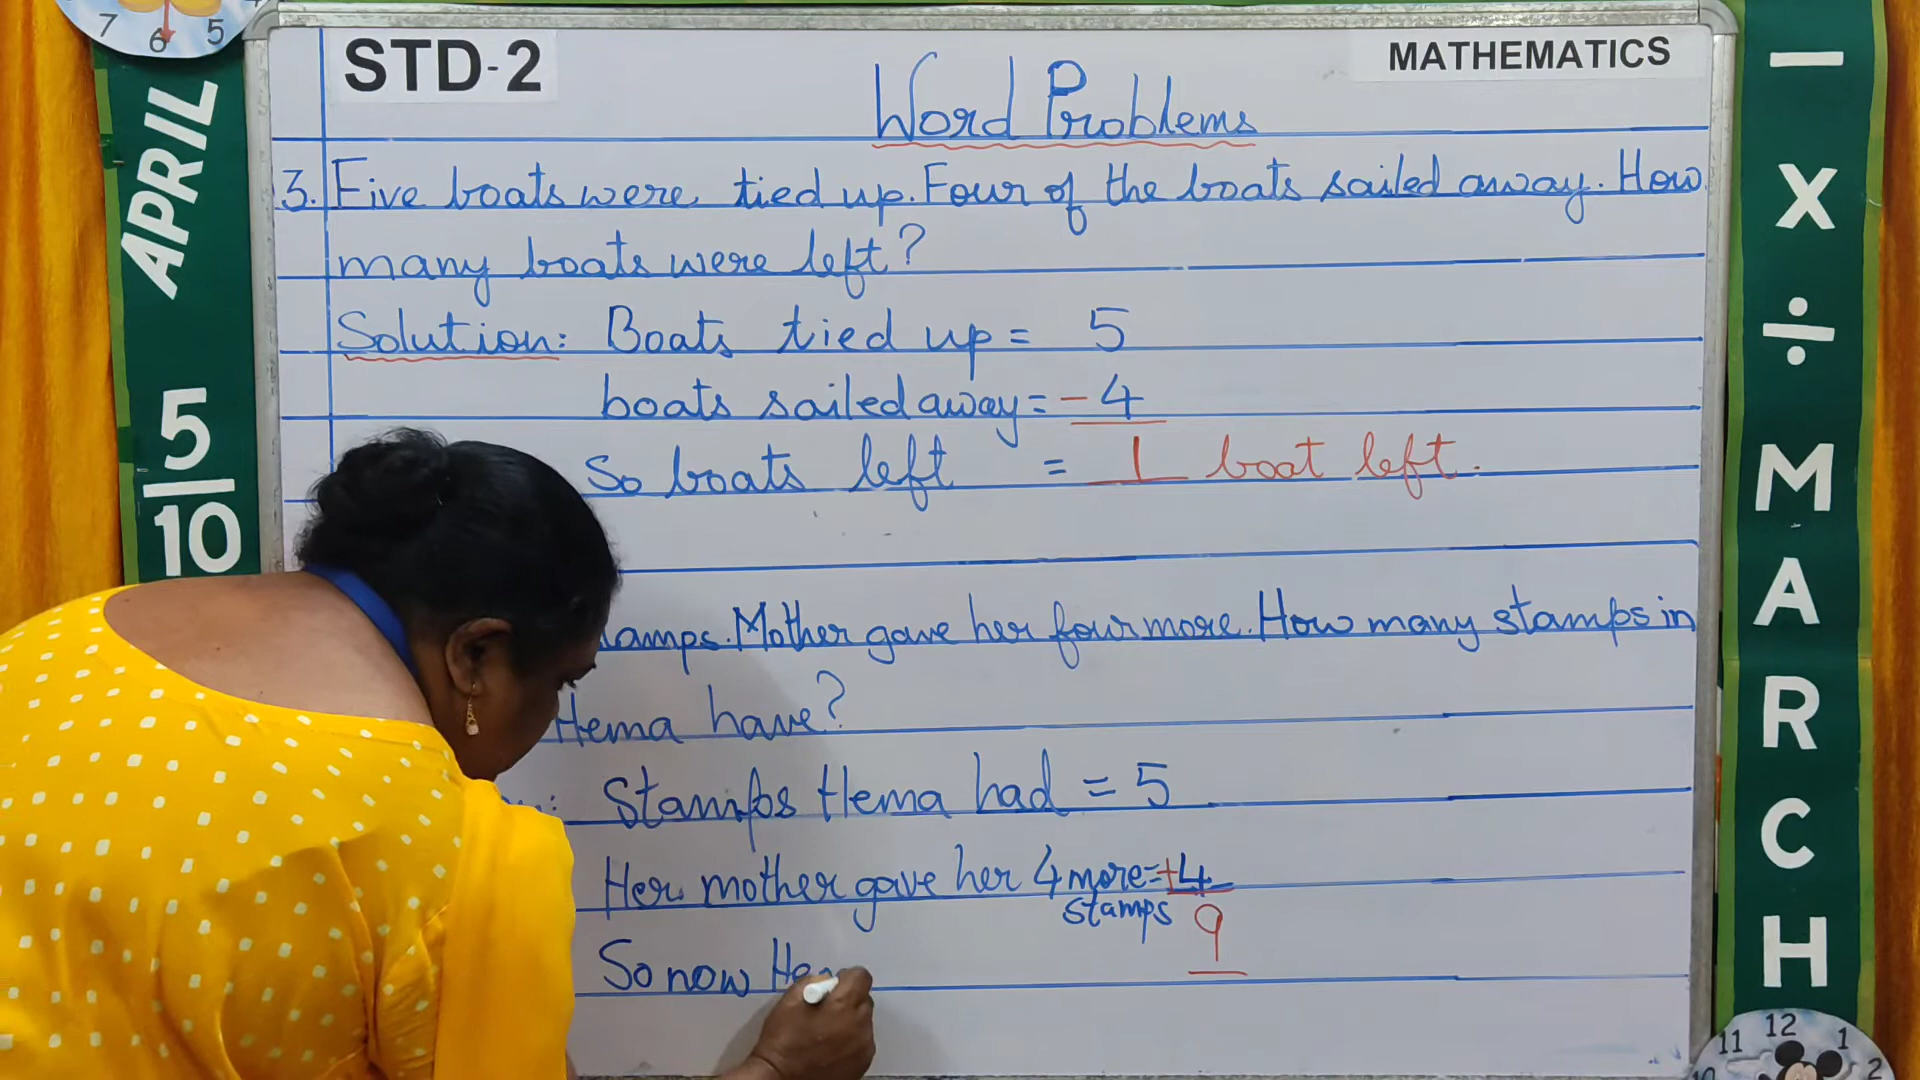 7 6 5
APRIL
5
10
STD-2
MATHEMATICS
Word Problems
3. Five boats were tied up. Four of the boats sailed away. How
many boats were left?
Solution: Boats tied up = 5
boats sailed away = - 4
So boats left = 1 boat left.
Mother gave her four more. How many stamps in
Hema have?
Stamps Hema had = 5
Her mother gave her 4 more = +4
stamps
9
So now
−
×
÷
MARCH
11 12 1
2